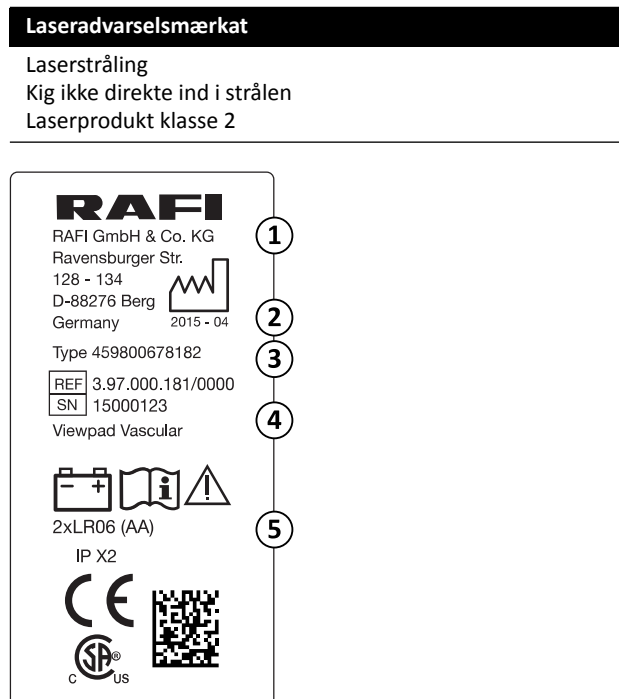 Laseradvarselsmærkat
Laserstråling
Kig ikke direkte ind i strålen
Laserprodukt klasse 2
RAFI
RAFI GmbH & Co. KG
Ravensburger Str.
128 - 134
D-88276 Berg
Germany
2015 - 04
Type 459800678182
REF 3.97.000.181/0000
SN 15000123
Viewpad Vascular
2xLR06 (AA)
IP X2
CE
C SA ® US
1
2
3
4
5